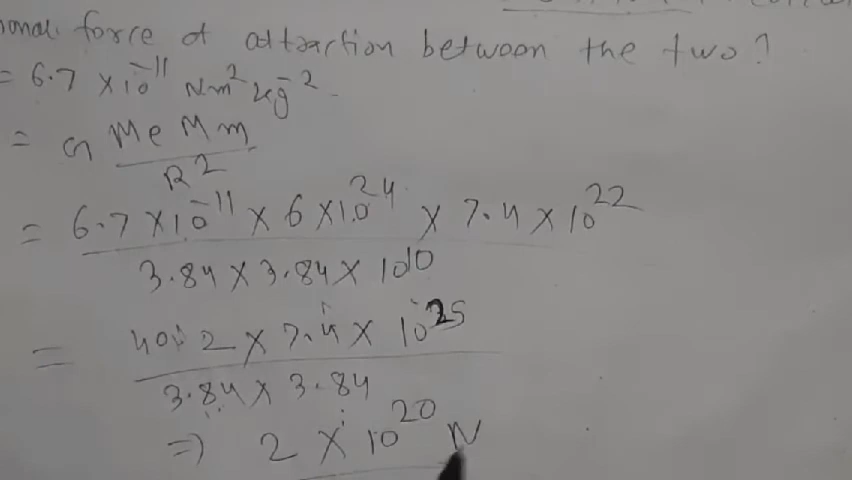 force of attraction between the two?
= 6.7 × 10⁻¹¹ Nm² kg⁻²
= G Me Mm / R²
= 6.7 × 10⁻¹¹ × 6 × 10²⁴ × 7.4 × 10²² / 3.84 × 3.84 × 10¹⁰
= 40.2 × 7.4 × 10²⁵ / 3.84 × 3.84
=> 2 × 10²⁰ N